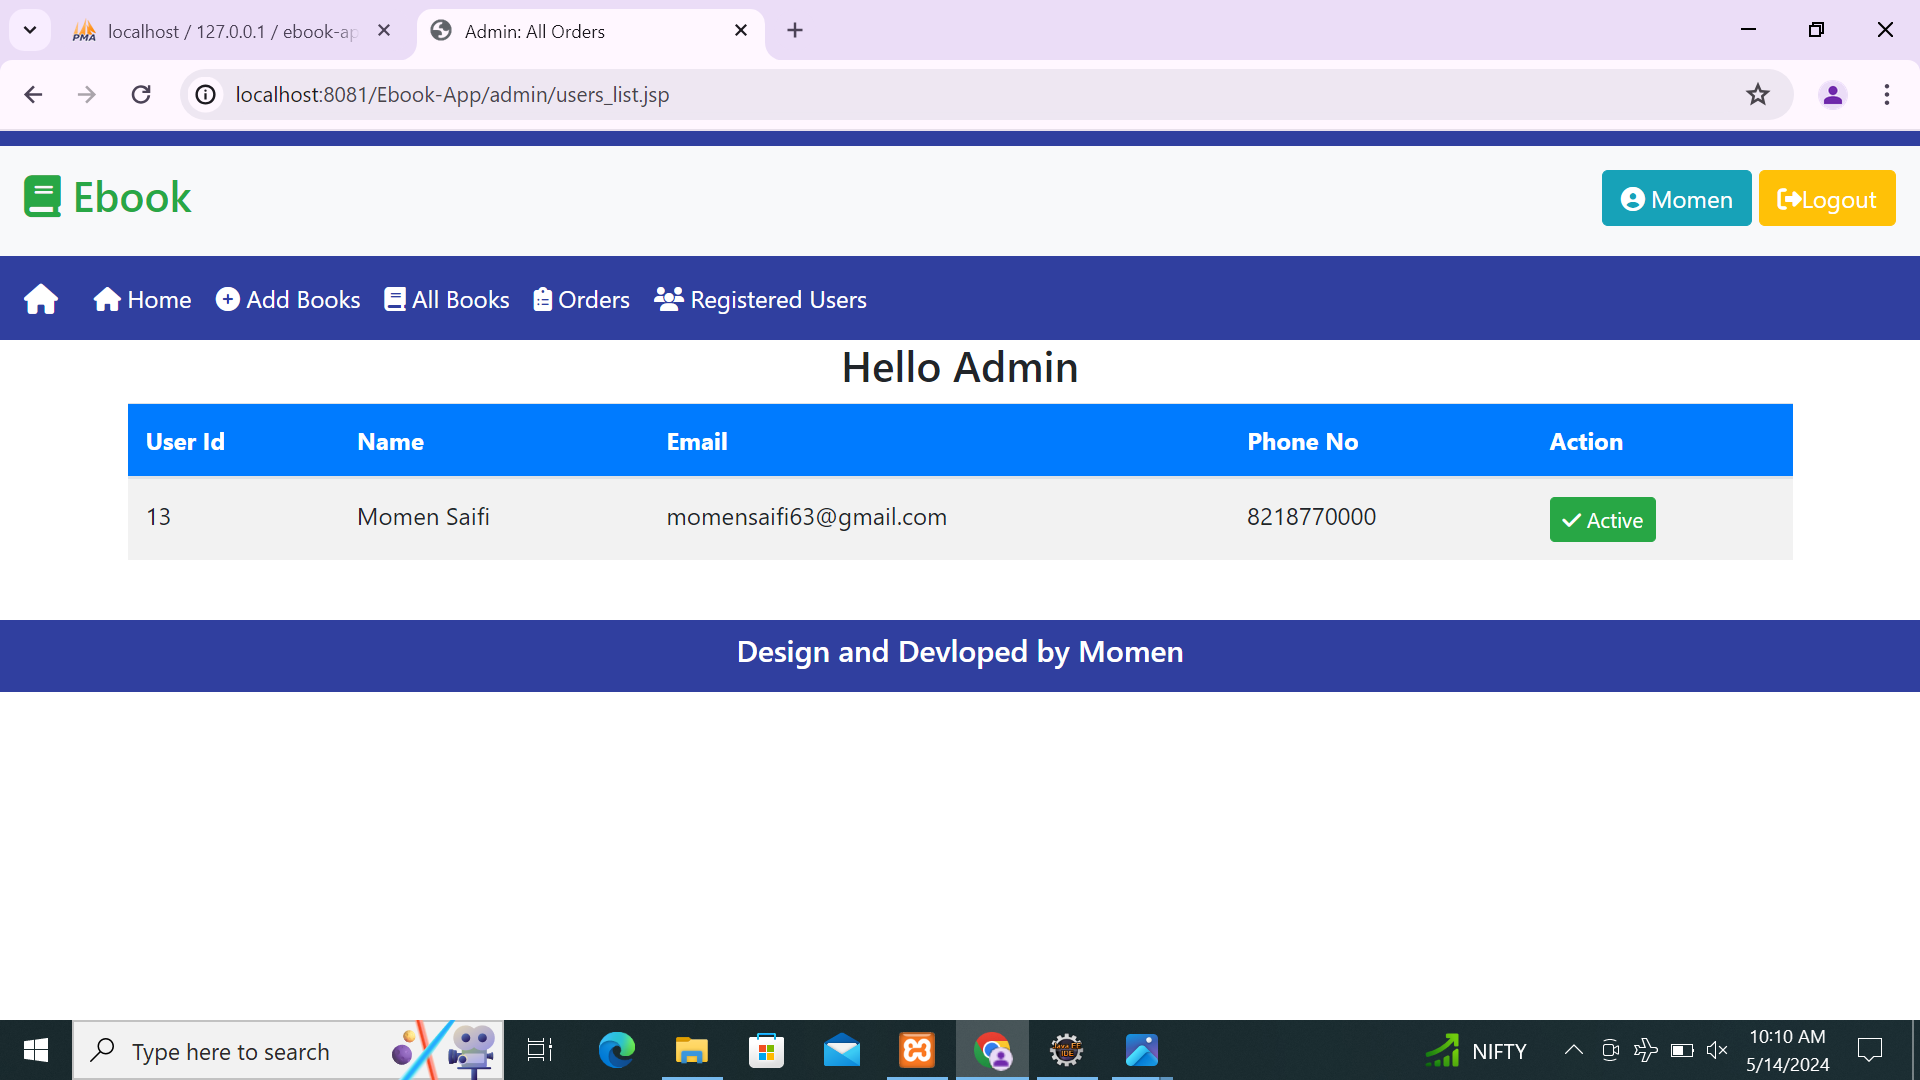 localhost / 127.0.0.1 / ebook-ap
Admin: All Orders
localhost:8081/Ebook-App/admin/users_list.jsp
Ebook
Momen
Logout
Home
Add Books
All Books
Orders
Registered Users
Hello Admin
User Id Name Email Phone No Action
13 Momen Saifi momensaifi63@gmail.com 8218770000 Active
Design and Devloped by Momen
Type here to search
NIFTY
10:10 AM
5/14/2024